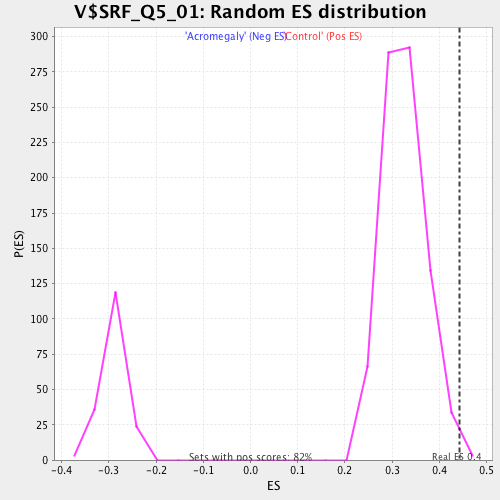 V$SRF_Q5_01: Random ES distribution
'Acromegaly' (Neg ES) 'Control' (Pos ES)
300
275
250
225
200
175
150
125
100
75
50
25
0
P(ES)
Sets with pos scores: 82%
Real ES 0.4
-0.4 -0.3 -0.2 -0.1 0.0 0.1 0.2 0.3 0.4 0.5
ES